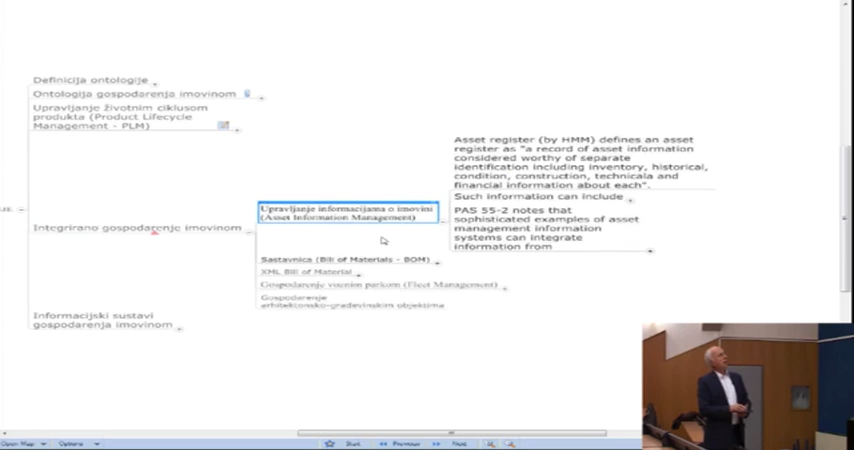 Definicija ontologije
Ontologija gospodarenja imovinom
Upravljanje životnim ciklusom
produkta (Product Lifecycle
Management - PLM)
Integrirano gospodarenje imovinom
Informacijski sustavi
gospodarenja imovinom
Upravljanje informacijama o imovini
(Asset Information Management)
Sastavnica (Bill of Materials - BOM)
XML Bill of Material
Gospodarenje voznim parkom (Fleet Management)
Gospodarenje
arhitektonsko-građevinskim objektima
Asset register (by HMM) defines an asset
register as "a record of asset information
considered worthy of separate
identification including inventory, historical,
condition, construction, technicala and
financial information about each".
Such information can include
PAS 55-2 notes that
sophisticated examples of asset
management information
systems can integrate
information from
Open Map Options Start Previous Next